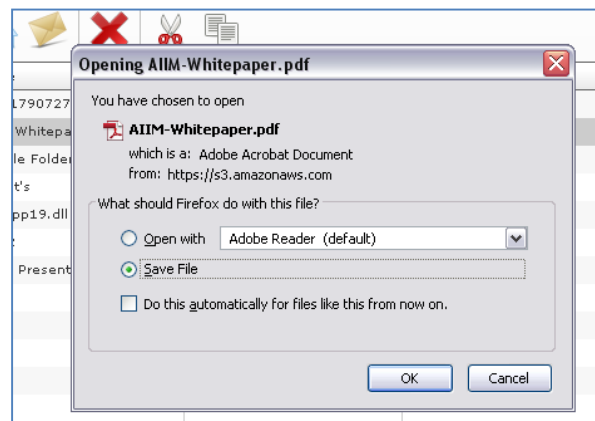 Opening AIIM-Whitepaper.pdf
You have chosen to open
AIIM-Whitepaper.pdf
which is a: Adobe Acrobat Document
from: https://s3.amazonaws.com
What should Firefox do with this file?
Open with Adobe Reader (default)
Save File
Do this automatically for files like this from now on.
OK Cancel
1790727
Whitepa
le Folder
t's
pp19.dll
Present